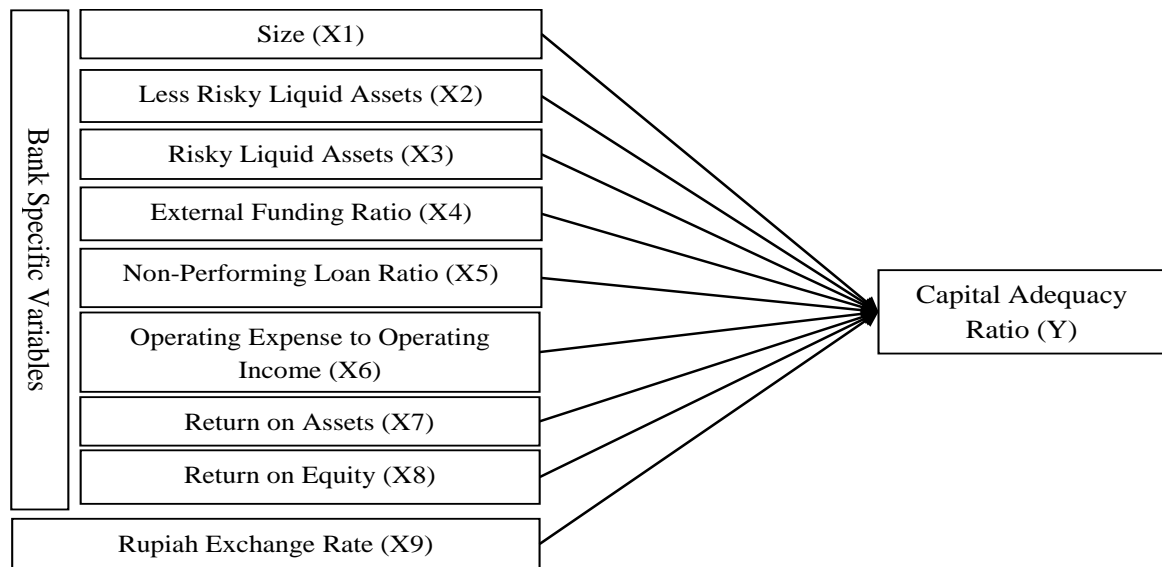 Bank Specific Variables
Size (X1)
Less Risky Liquid Assets (X2)
Risky Liquid Assets (X3)
External Funding Ratio (X4)
Non-Performing Loan Ratio (X5)
Operating Expense to Operating
Income (X6)
Return on Assets (X7)
Return on Equity (X8)
Rupiah Exchange Rate (X9)
Capital Adequacy
Ratio (Y)